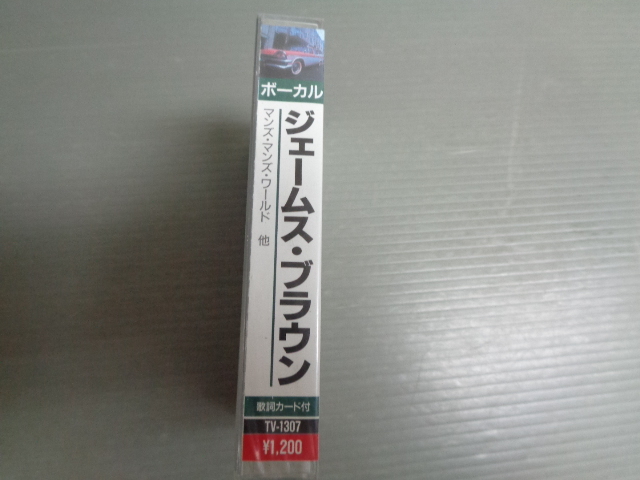 ボーカル
ジェームス・ブラウン
マンズ・マンズ・ワールド 他
歌詞カード付
TV-1307
¥1,200